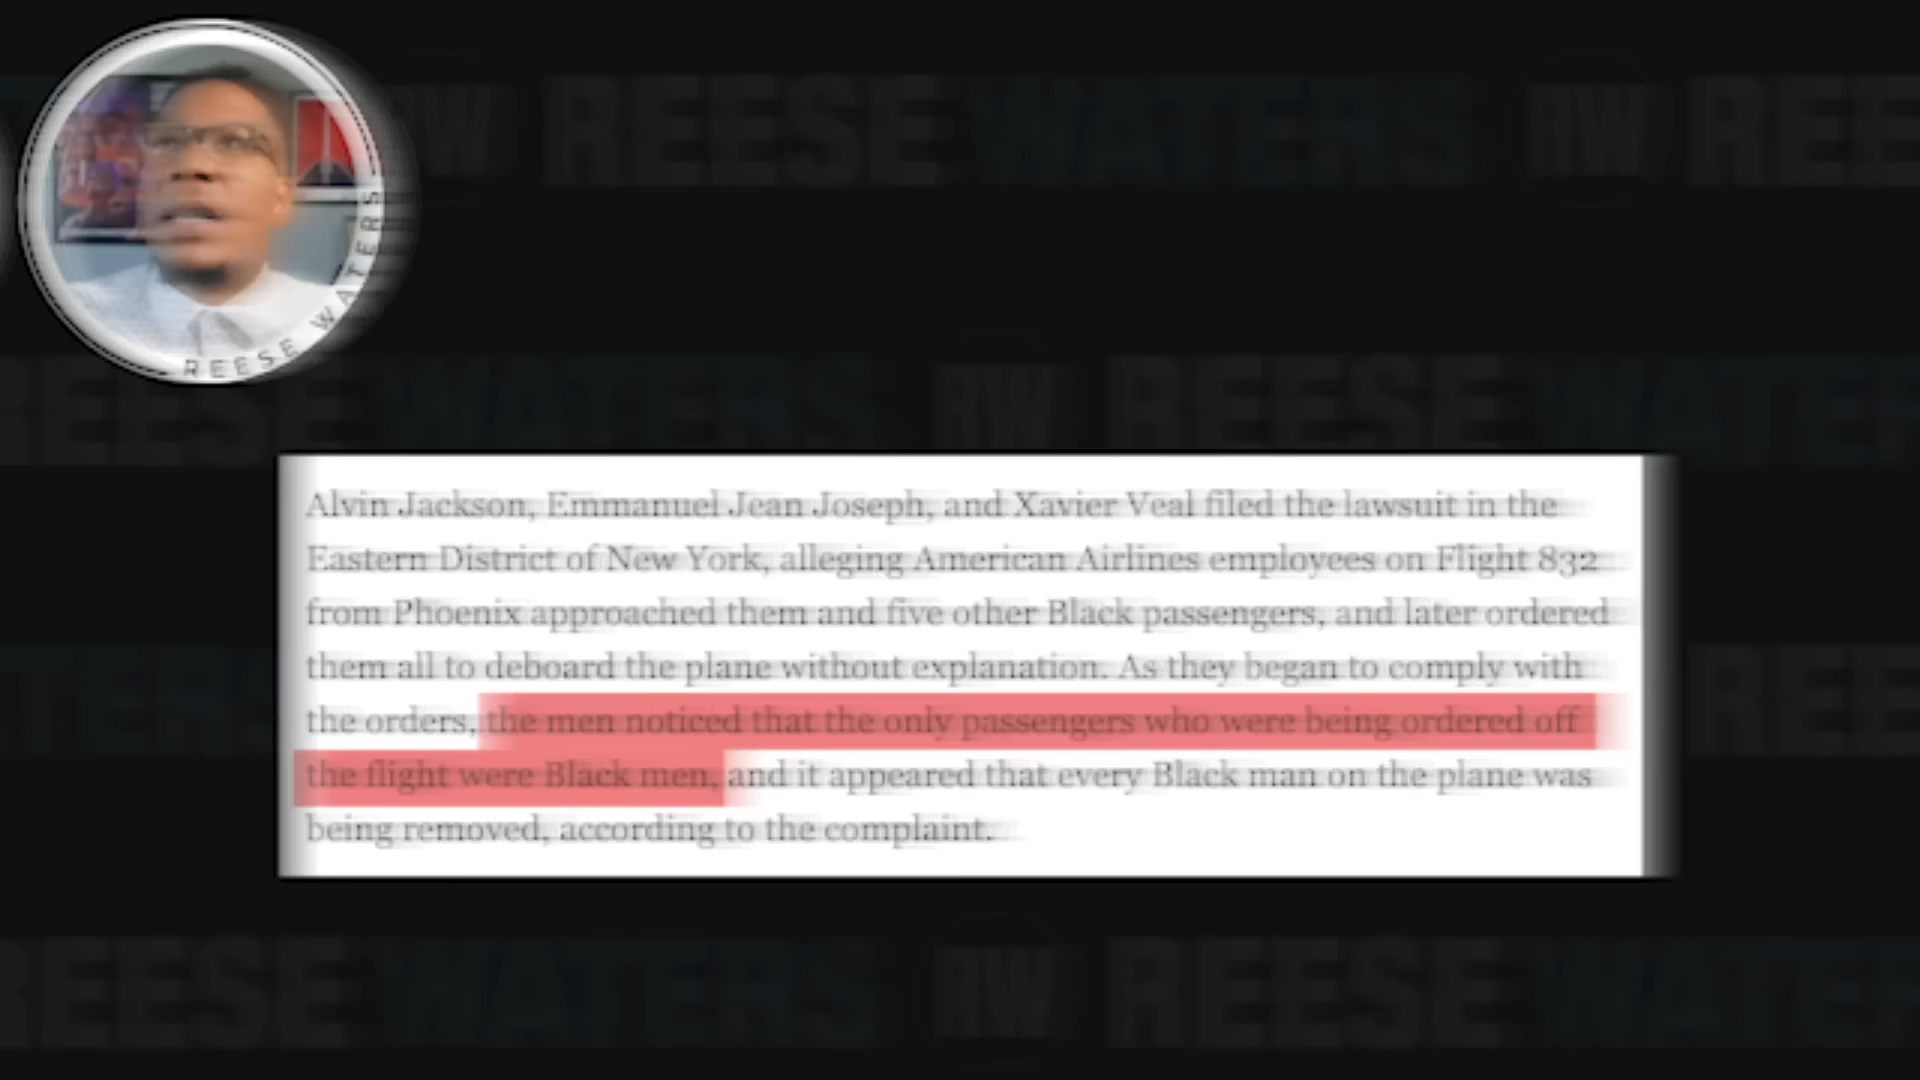 REESE WATERS
RW REESE WATERS RW REE
REESE WATERS RW REESE WATERS
Alvin Jackson, Emmanuel Jean Joseph, and Xavier Veal filed the lawsuit in the
Eastern District of New York, alleging American Airlines employees on Flight 832
from Phoenix approached them and five other Black passengers, and later ordered
them all to deboard the plane without explanation. As they began to comply with
the orders, the men noticed that the only passengers who were being ordered off
the flight were Black men, and it appeared that every Black man on the plane was
being removed, according to the complaint.
WATERS REE
REESE WATERS RW REESE WATER